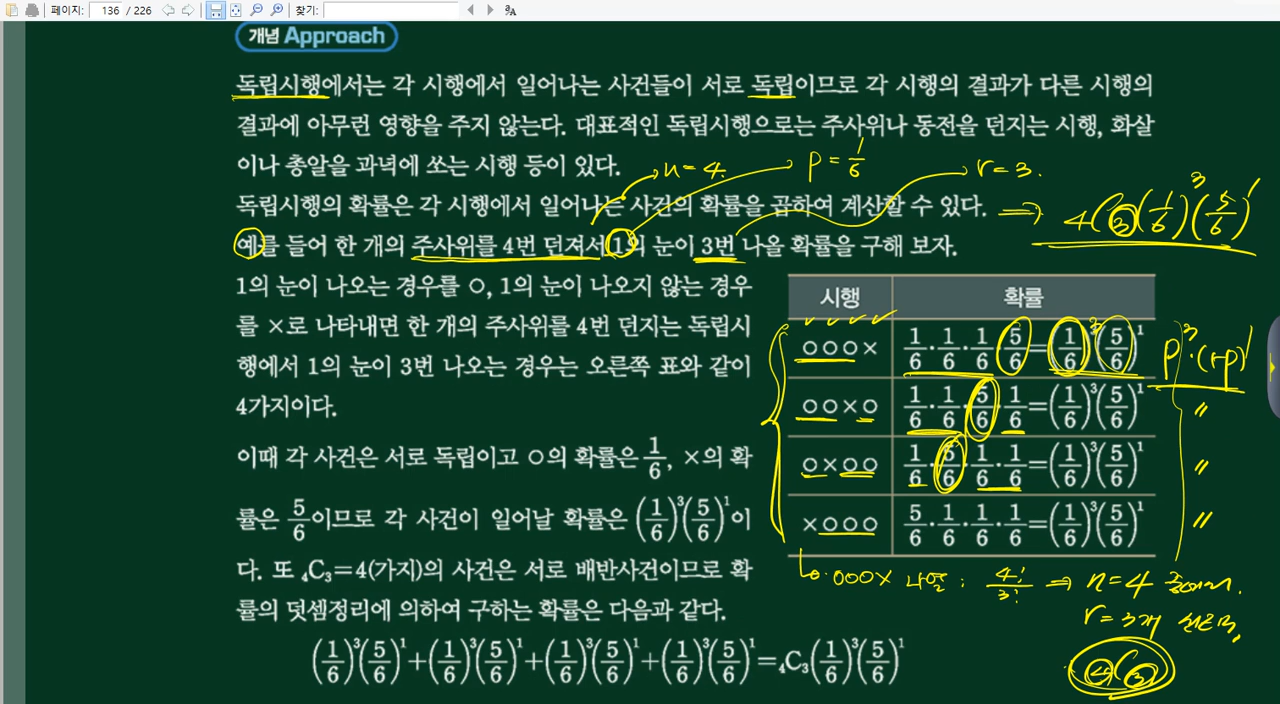 페이지: 136 / 226 찾기:
개념 Approach
독립시행에서는 각 시행에서 일어나는 사건들이 서로 독립이므로 각 시행의 결과가 다른 시행의
결과에 아무런 영향을 주지 않는다. 대표적인 독립시행으로는 주사위나 동전을 던지는 시행, 화살
이나 총알을 과녁에 쏘는 시행 등이 있다.
n=4. p=1/6 r=3.
독립시행의 확률은 각 시행에서 일어나는 사건의 확률을 곱하여 계산할 수 있다.
⇒ 4C3(1/6)³(5/6)¹
예를 들어 한 개의 주사위를 4번 던져서 1의 눈이 3번 나올 확률을 구해 보자.
1의 눈이 나오는 경우를 ○, 1의 눈이 나오지 않는 경우
를 ×로 나타내면 한 개의 주사위를 4번 던지는 독립시
행에서 1의 눈이 3번 나오는 경우는 오른쪽 표와 같이
4가지이다.
이때 각 사건은 서로 독립이고 ○의 확률은 1/6, ×의 확
률은 5/6이므로 각 사건이 일어날 확률은 (1/6)³(5/6)¹이
다. 또 ₄C₃=4(가지)의 사건은 서로 배반사건이므로 확
률의 덧셈정리에 의하여 구하는 확률은 다음과 같다.
시행 확률
○○○× 1/6·1/6·1/6·5/6=(1/6)³(5/6)¹ p³·(1-p)¹
○○×○ 1/6·1/6·5/6·1/6=(1/6)³(5/6)¹ 〃
○×○○ 1/6·5/6·1/6·1/6=(1/6)³(5/6)¹ 〃
×○○○ 5/6·1/6·1/6·1/6=(1/6)³(5/6)¹ 〃
○○○× 나열 : 4!/3! ⇒ n=4 중에서.
r=3개 선택.
4C3
(1/6)³(5/6)¹+(1/6)³(5/6)¹+(1/6)³(5/6)¹+(1/6)³(5/6)¹=₄C₃(1/6)³(5/6)¹